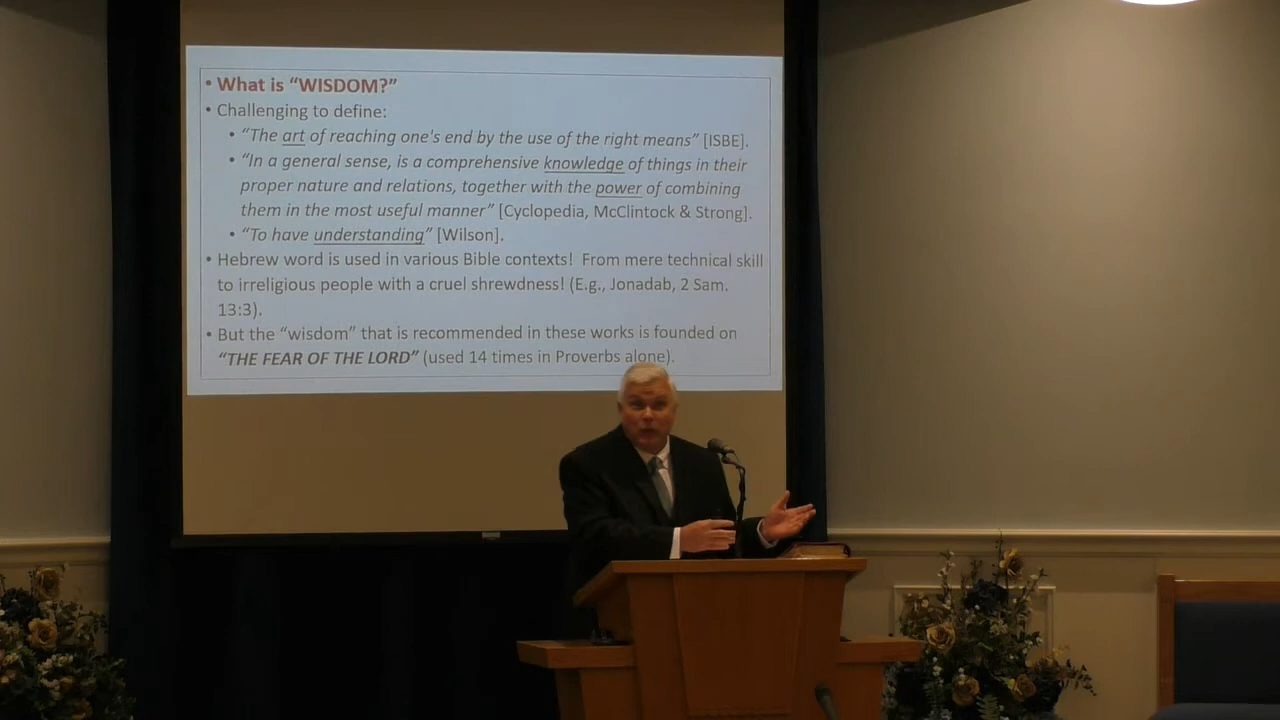 • What is “WISDOM?”
• Challenging to define:
• “The art of reaching one's end by the use of the right means” [ISBE].
• “In a general sense, is a comprehensive knowledge of things in their
proper nature and relations, together with the power of combining
them in the most useful manner” [Cyclopedia, McClintock & Strong].
• “To have understanding” [Wilson].
• Hebrew word is used in various Bible contexts! From mere technical skill
to irreligious people with a cruel shrewdness! (E.g., Jonadab, 2 Sam.
13:3).
• But the “wisdom” that is recommended in these works is founded on
“THE FEAR OF THE LORD” (used 14 times in Proverbs alone).